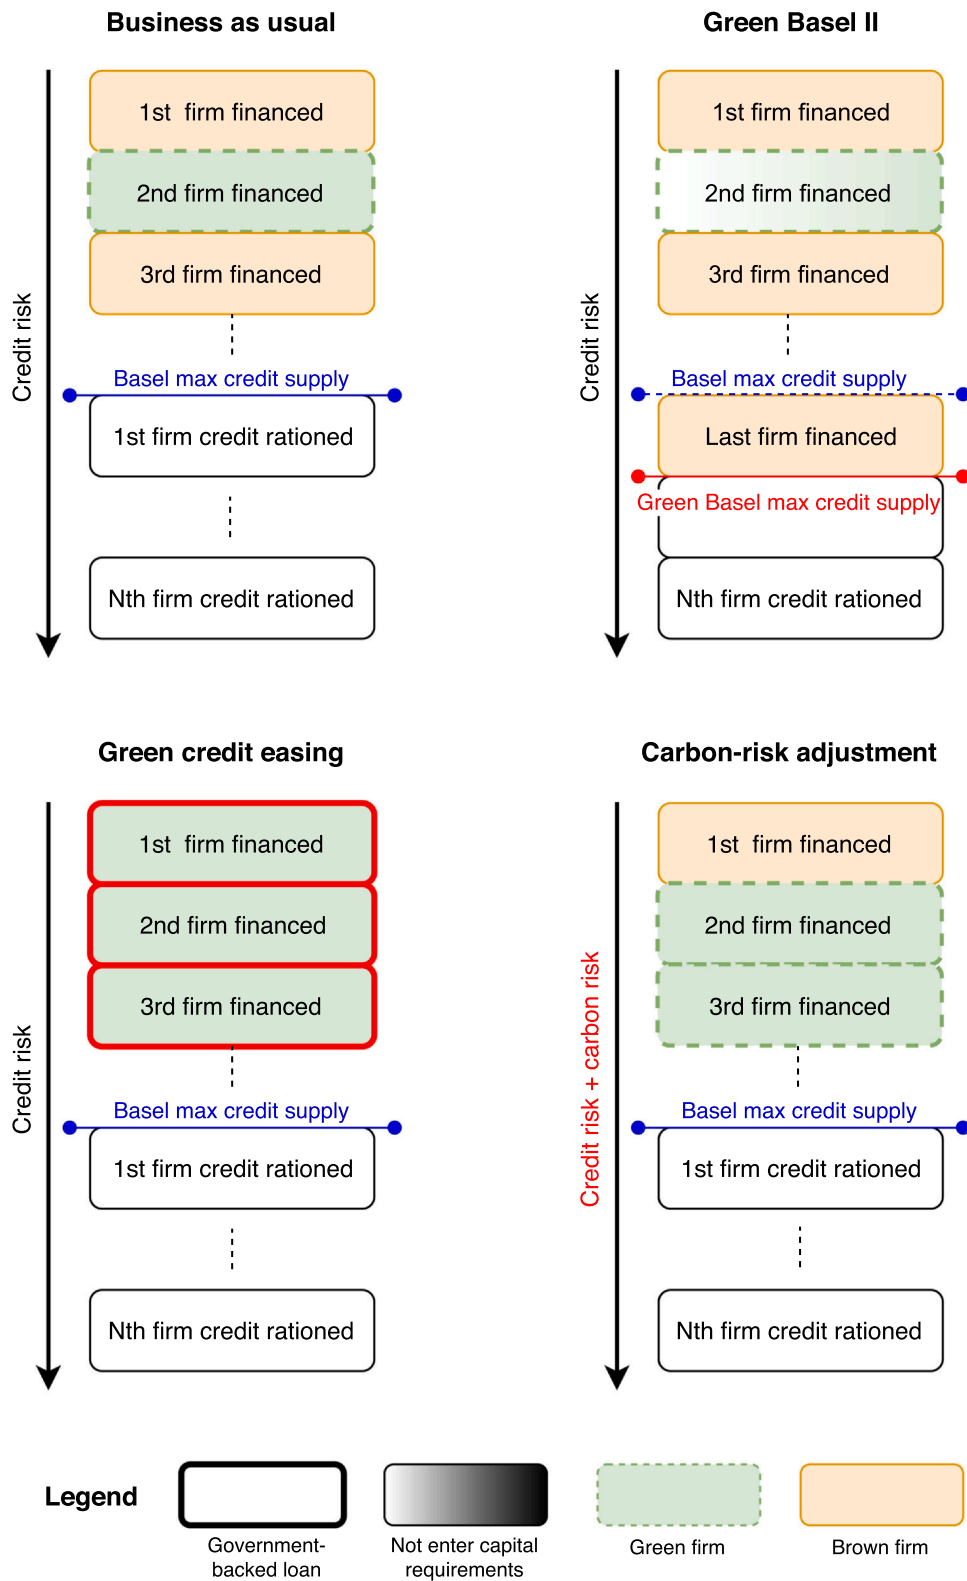 Business as usual
Credit risk
1st firm financed
2nd firm financed
3rd firm financed
Basel max credit supply
1st firm credit rationed
Nth firm credit rationed
Green Basel II
Credit risk
1st firm financed
2nd firm financed
3rd firm financed
Basel max credit supply
Last firm financed
Green Basel max credit supply
Nth firm credit rationed
Green credit easing
Credit risk
1st firm financed
2nd firm financed
3rd firm financed
Basel max credit supply
1st firm credit rationed
Nth firm credit rationed
Carbon-risk adjustment
Credit risk + carbon risk
1st firm financed
2nd firm financed
3rd firm financed
Basel max credit supply
1st firm credit rationed
Nth firm credit rationed
Legend
Government-
backed loan
Not enter capital
requirements
Green firm
Brown firm